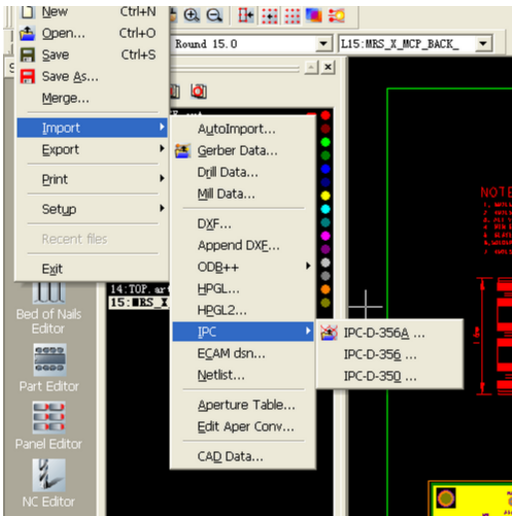 New Ctrl+N
Open... Ctrl+O
Save Ctrl+S
Save As...
Merge...
Import
Export
Print
Setup
Recent files
Exit
Round 15.0
L15:MRS_X_MCP_BACK_
AutoImport...
Gerber Data...
Drill Data...
Mill Data...
DXF...
Append DXF...
ODB++
HPGL...
HPGL2...
IPC
ECAM dsn...
Netlist...
Aperture Table...
Edit Aper Conv...
CAD Data...
IPC-D-356A ...
IPC-D-356 ...
IPC-D-350 ...
14:TOP.art
15:MRS_X
Bed of Nails
Editor
Part Editor
Panel Editor
NC Editor
NOTE